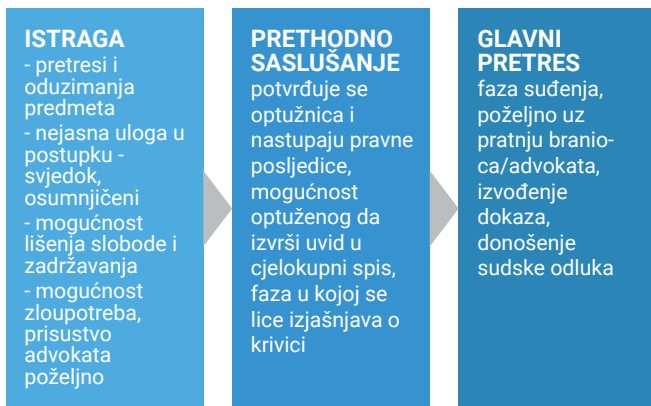 ISTRAGA
- pretresi i
oduzimanja
predmeta
- nejasna uloga u
postupku -
svjedok,
osumnjičeni
- mogućnost
lišenja slobode i
zadržavanja
- mogućnost
zloupotreba,
prisustvo
advokata
poželjno
PRETHODNO
SASLUŠANJE
potvrđuje se
optužnica i
nastupaju pravne
posljedice,
mogućnost
optuženog da
izvrši uvid u
cjelokupni spis,
faza u kojoj se
lice izjašnjava o
krivici
GLAVNI
PRETRES
faza suđenja,
poželjno uz
pratnju branio-
ca/advokata,
izvođenje
dokaza,
donošenje
sudske odluka